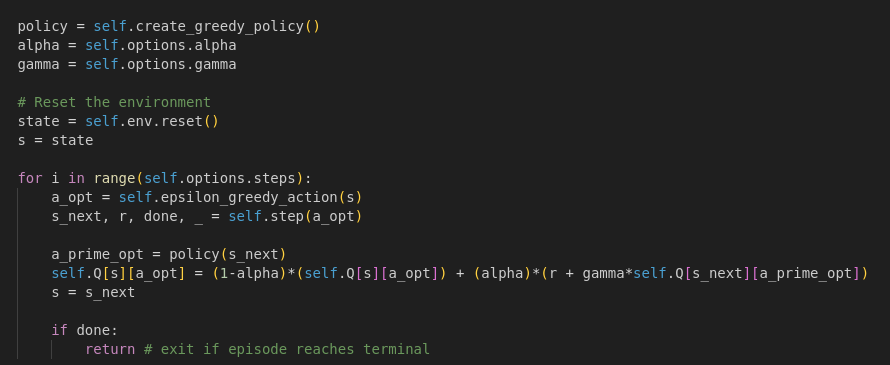 policy = self.create_greedy_policy()
alpha = self.options.alpha
gamma = self.options.gamma

# Reset the environment
state = self.env.reset()
s = state

for i in range(self.options.steps):
    a_opt = self.epsilon_greedy_action(s)
    s_next, r, done, _ = self.step(a_opt)

    a_prime_opt = policy(s_next)
    self.Q[s][a_opt] = (1-alpha)*(self.Q[s][a_opt]) + (alpha)*(r + gamma*self.Q[s_next][a_prime_opt])
    s = s_next

    if done:
        return # exit if episode reaches terminal